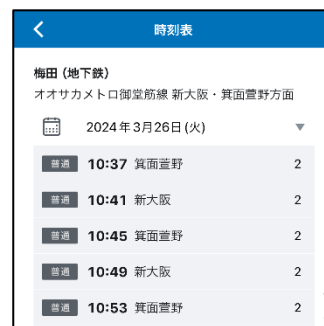 時刻表
梅田（地下鉄）
オオサカメトロ御堂筋線 新大阪・箕面萱野方面
2024年3月26日(火)
普通 10:37 箕面萱野 2
普通 10:41 新大阪 2
普通 10:45 箕面萱野 2
普通 10:49 新大阪 2
普通 10:53 箕面萱野 2